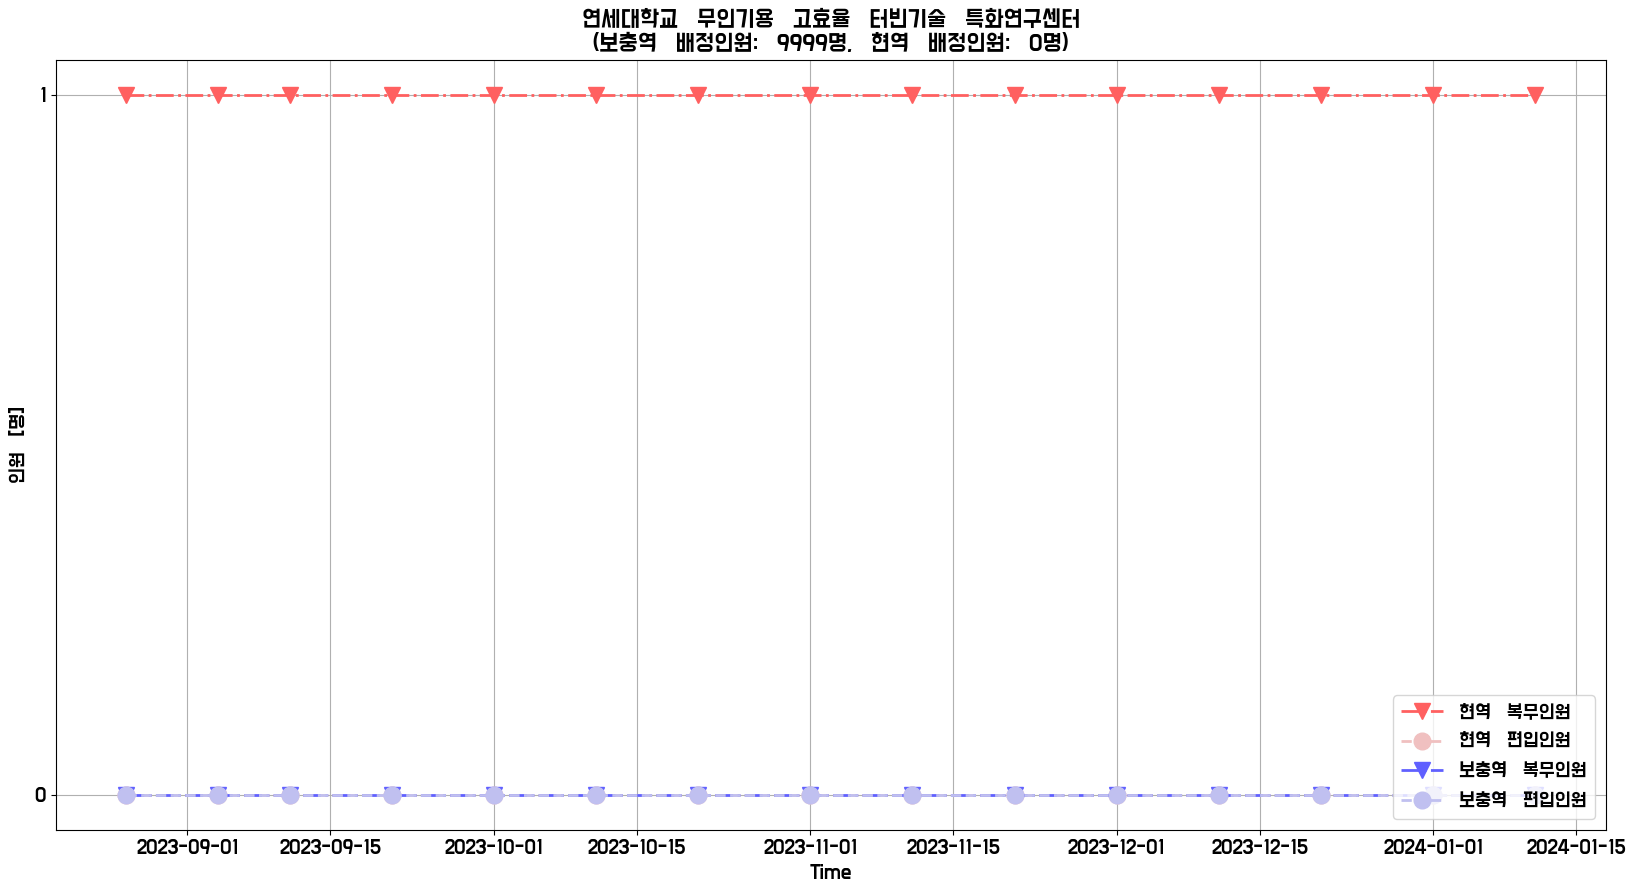 연세대학교 무인기용 고효율 터빈기술 특화연구센터
(보충역 배정인원: 9999명, 현역 배정인원: 0명)
1
0
인원 [명]
2023-09-01 2023-09-15 2023-10-01 2023-10-15 2023-11-01 2023-11-15 2023-12-01 2023-12-15 2024-01-01 2024-01-15
Time
현역 복무인원
현역 편입인원
보충역 복무인원
보충역 편입인원